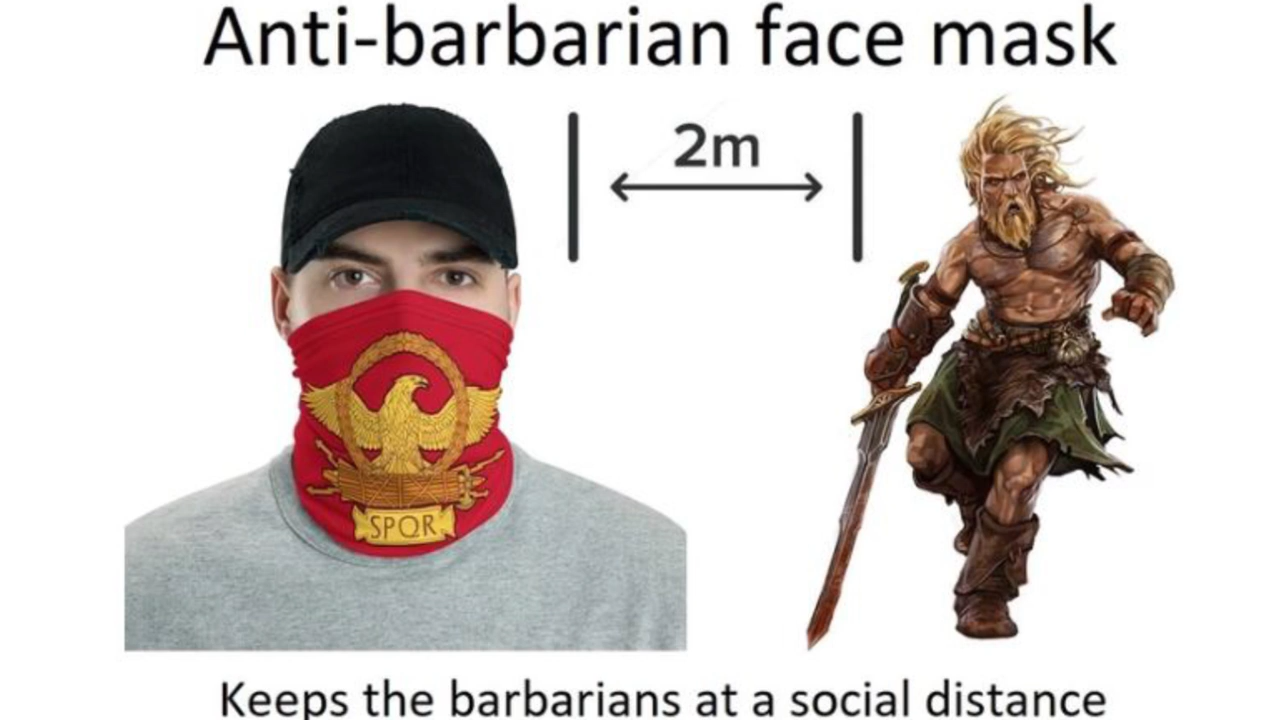 Anti-barbarian face mask
2m
SPQR
Keeps the barbarians at a social distance